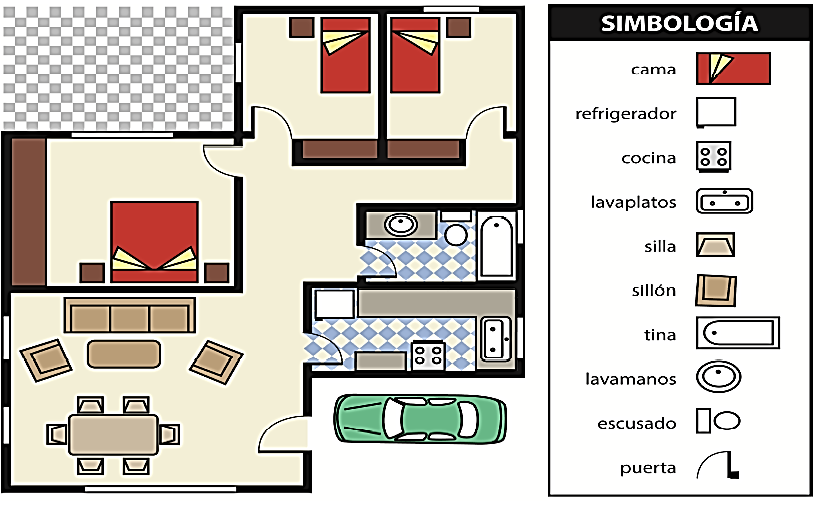 SIMBOLOGÍA
cama
refrigerador
cocina
lavaplatos
silla
sillón
tina
lavamanos
escusado
puerta